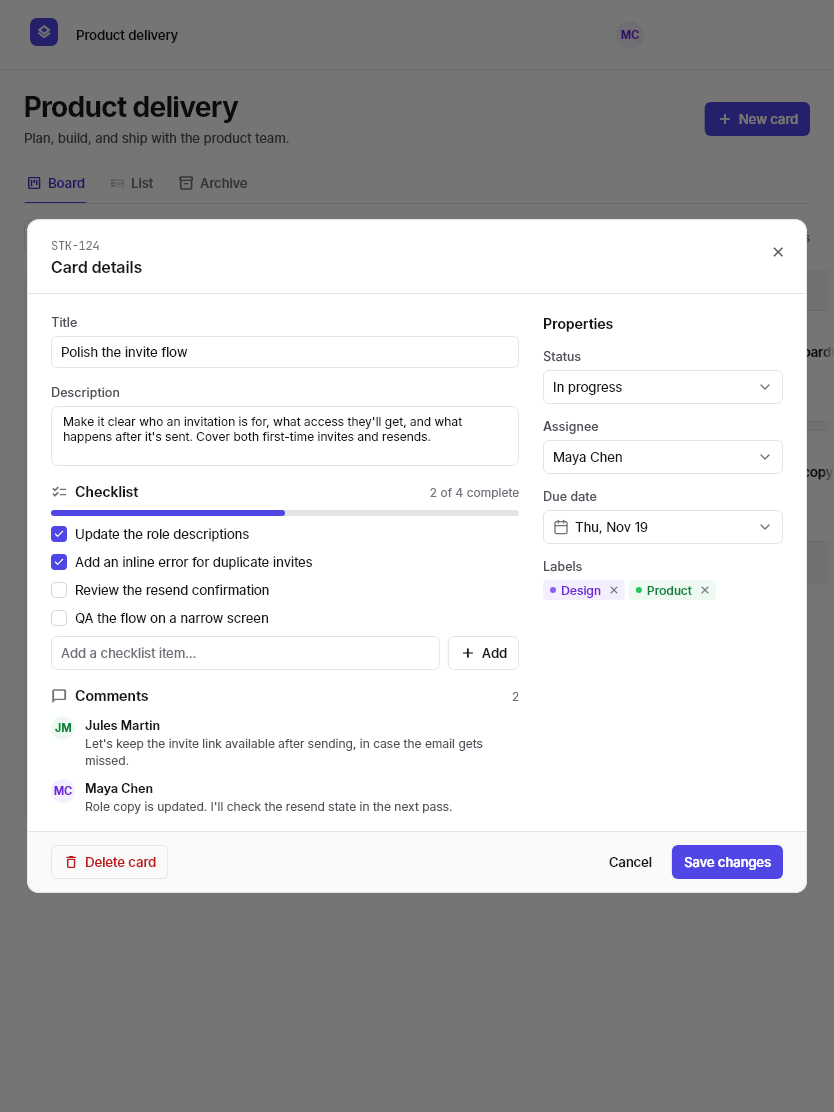 Product delivery
MC
Product delivery
Plan, build, and ship with the product team.
New card
Board
List
Archive
STK-124
Card details
Title
Polish the invite flow
Description
Make it clear who an invitation is for, what access they'll get, and what
happens after it's sent. Cover both first-time invites and resends.
Checklist
2 of 4 complete
Update the role descriptions
Add an inline error for duplicate invites
Review the resend confirmation
QA the flow on a narrow screen
Add a checklist item...
Add
Comments
2
JM
Jules Martin
Let's keep the invite link available after sending, in case the email gets
missed.
MC
Maya Chen
Role copy is updated. I'll check the resend state in the next pass.
Properties
Status
In progress
Assignee
Maya Chen
Due date
Thu, Nov 19
Labels
Design
Product
copy
Delete card
Cancel
Save changes